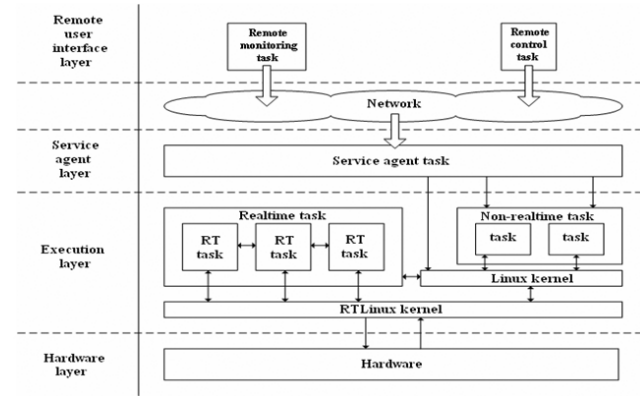 Remote
user
interface
layer
Remote
monitoring
task
Remote
control
task
Network
Service
agent
layer
Service agent task
Execution
layer
Realtime task
RT
task
RT
task
RT
task
Non-realtime task
task
task
Linux kernel
RTLinux kernel
Hardware
layer
Hardware